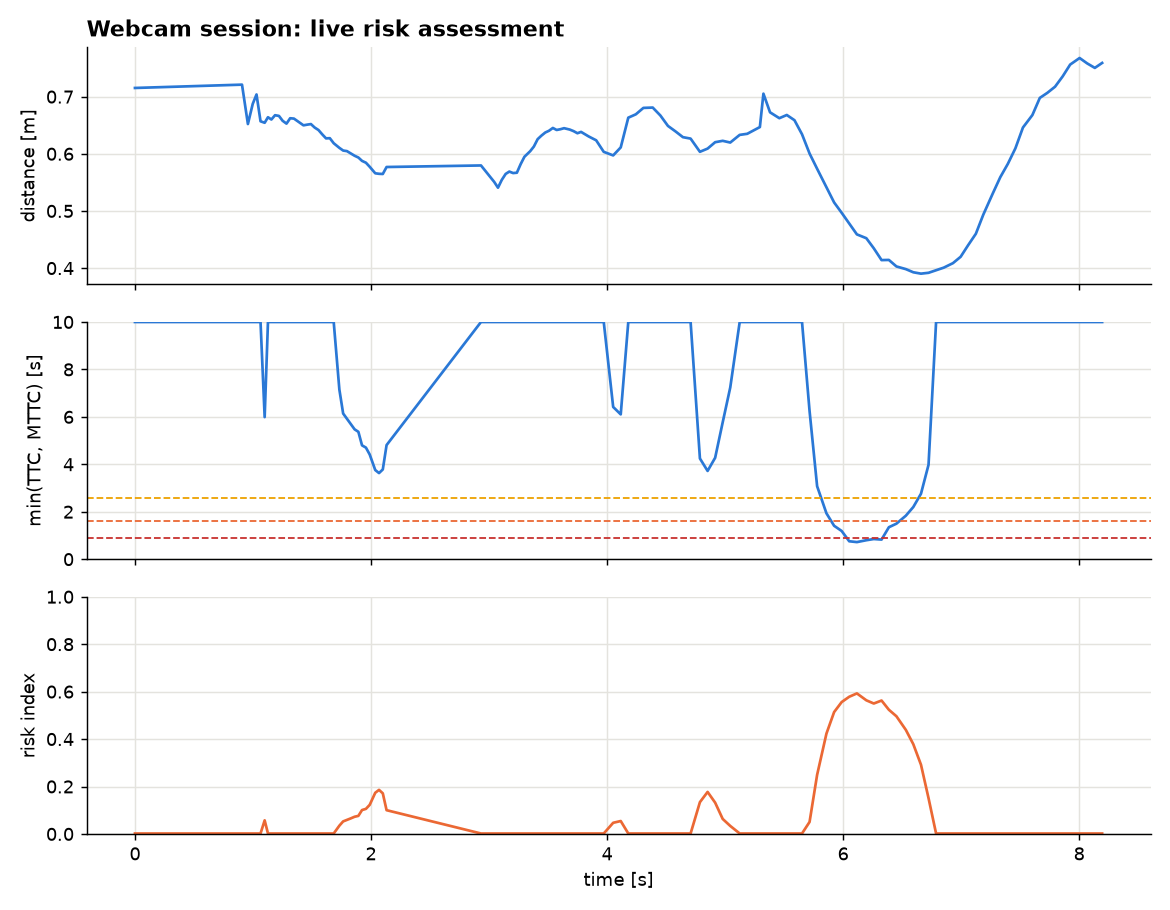 Webcam session: live risk assessment
distance [m]
0.7
0.6
0.5
0.4
min(TTC, MTTC) [s]
10
8
6
4
2
0
risk index
1.0
0.8
0.6
0.4
0.2
0.0
0 2 4 6 8
time [s]